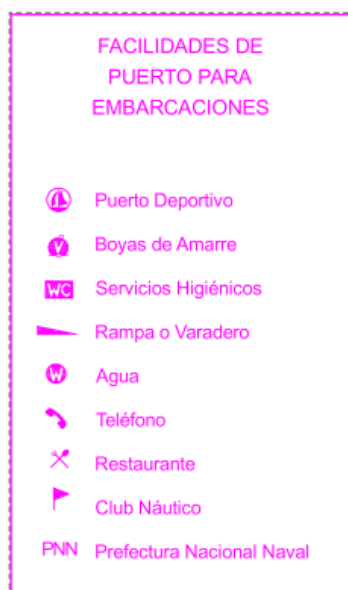 FACILIDADES DE
PUERTO PARA
EMBARCACIONES
Puerto Deportivo
V Boyas de Amarre
WC Servicios Higiénicos
Rampa o Varadero
W Agua
Teléfono
Restaurante
Club Náutico
PNN Prefectura Nacional Naval